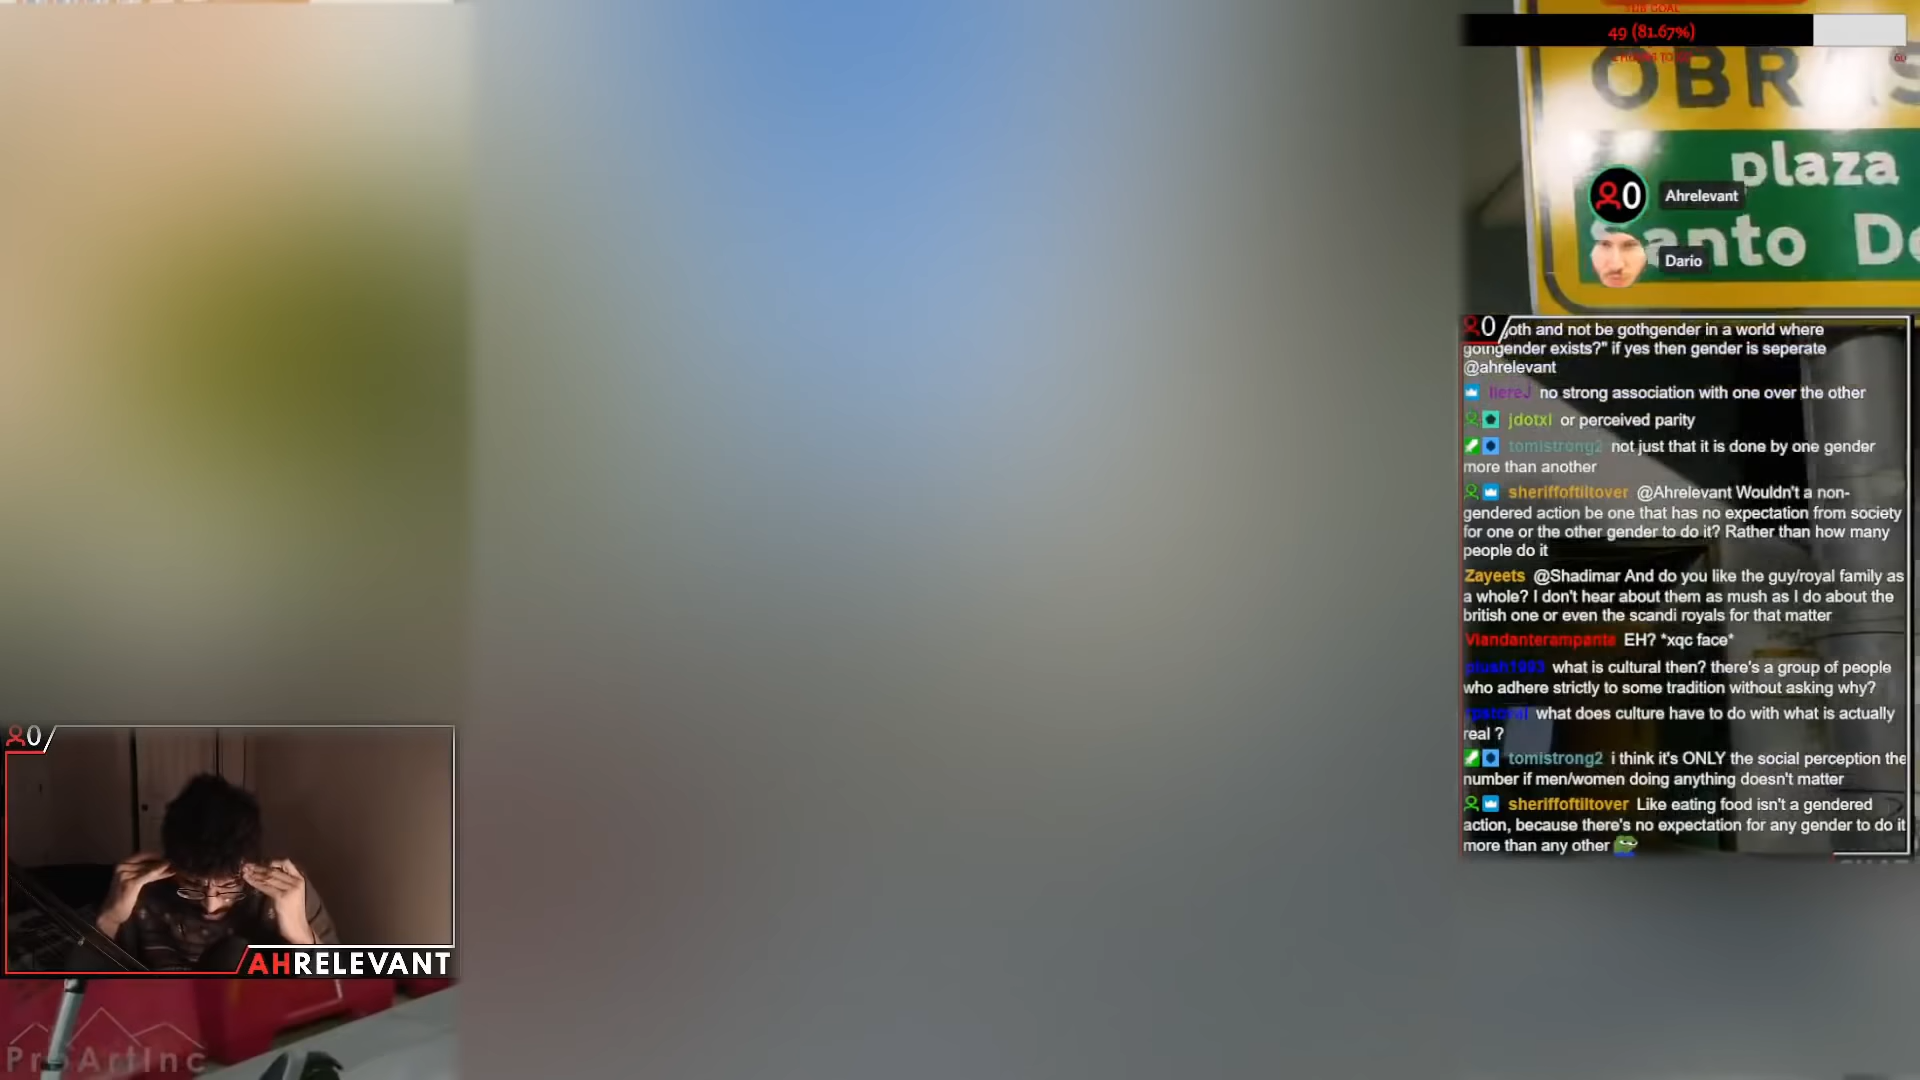 SUB GOAL
49 (81.67%)
60
OBRAS
plaza
Santo De
0
Ahrelevant
Dario
0
oth and not be gothgender in a world where
gothgender exists?" if yes then gender is seperate
@ahrelevant
no strong association with one over the other
jdotxl or perceived parity
tomistrong2 not just that it is done by one gender
more than another
sheriffoftiltover @Ahrelevant Wouldn't a non-
gendered action be one that has no expectation from society
for one or the other gender to do it? Rather than how many
people do it
Zayeets @Shadimar And do you like the guy/royal family as
a whole? I don't hear about them as mush as I do about the
british one or even the scandi royals for that matter
Viandanterampante EH? *xqc face*
what is cultural then? there's a group of people
who adhere strictly to some tradition without asking why?
what does culture have to do with what is actually
real ?
tomistrong2 i think it's ONLY the social perception the
number if men/women doing anything doesn't matter
sheriffoftiltover Like eating food isn't a gendered
action, because there's no expectation for any gender to do it
more than any other
0
AHRELEVANT
ProArtInc